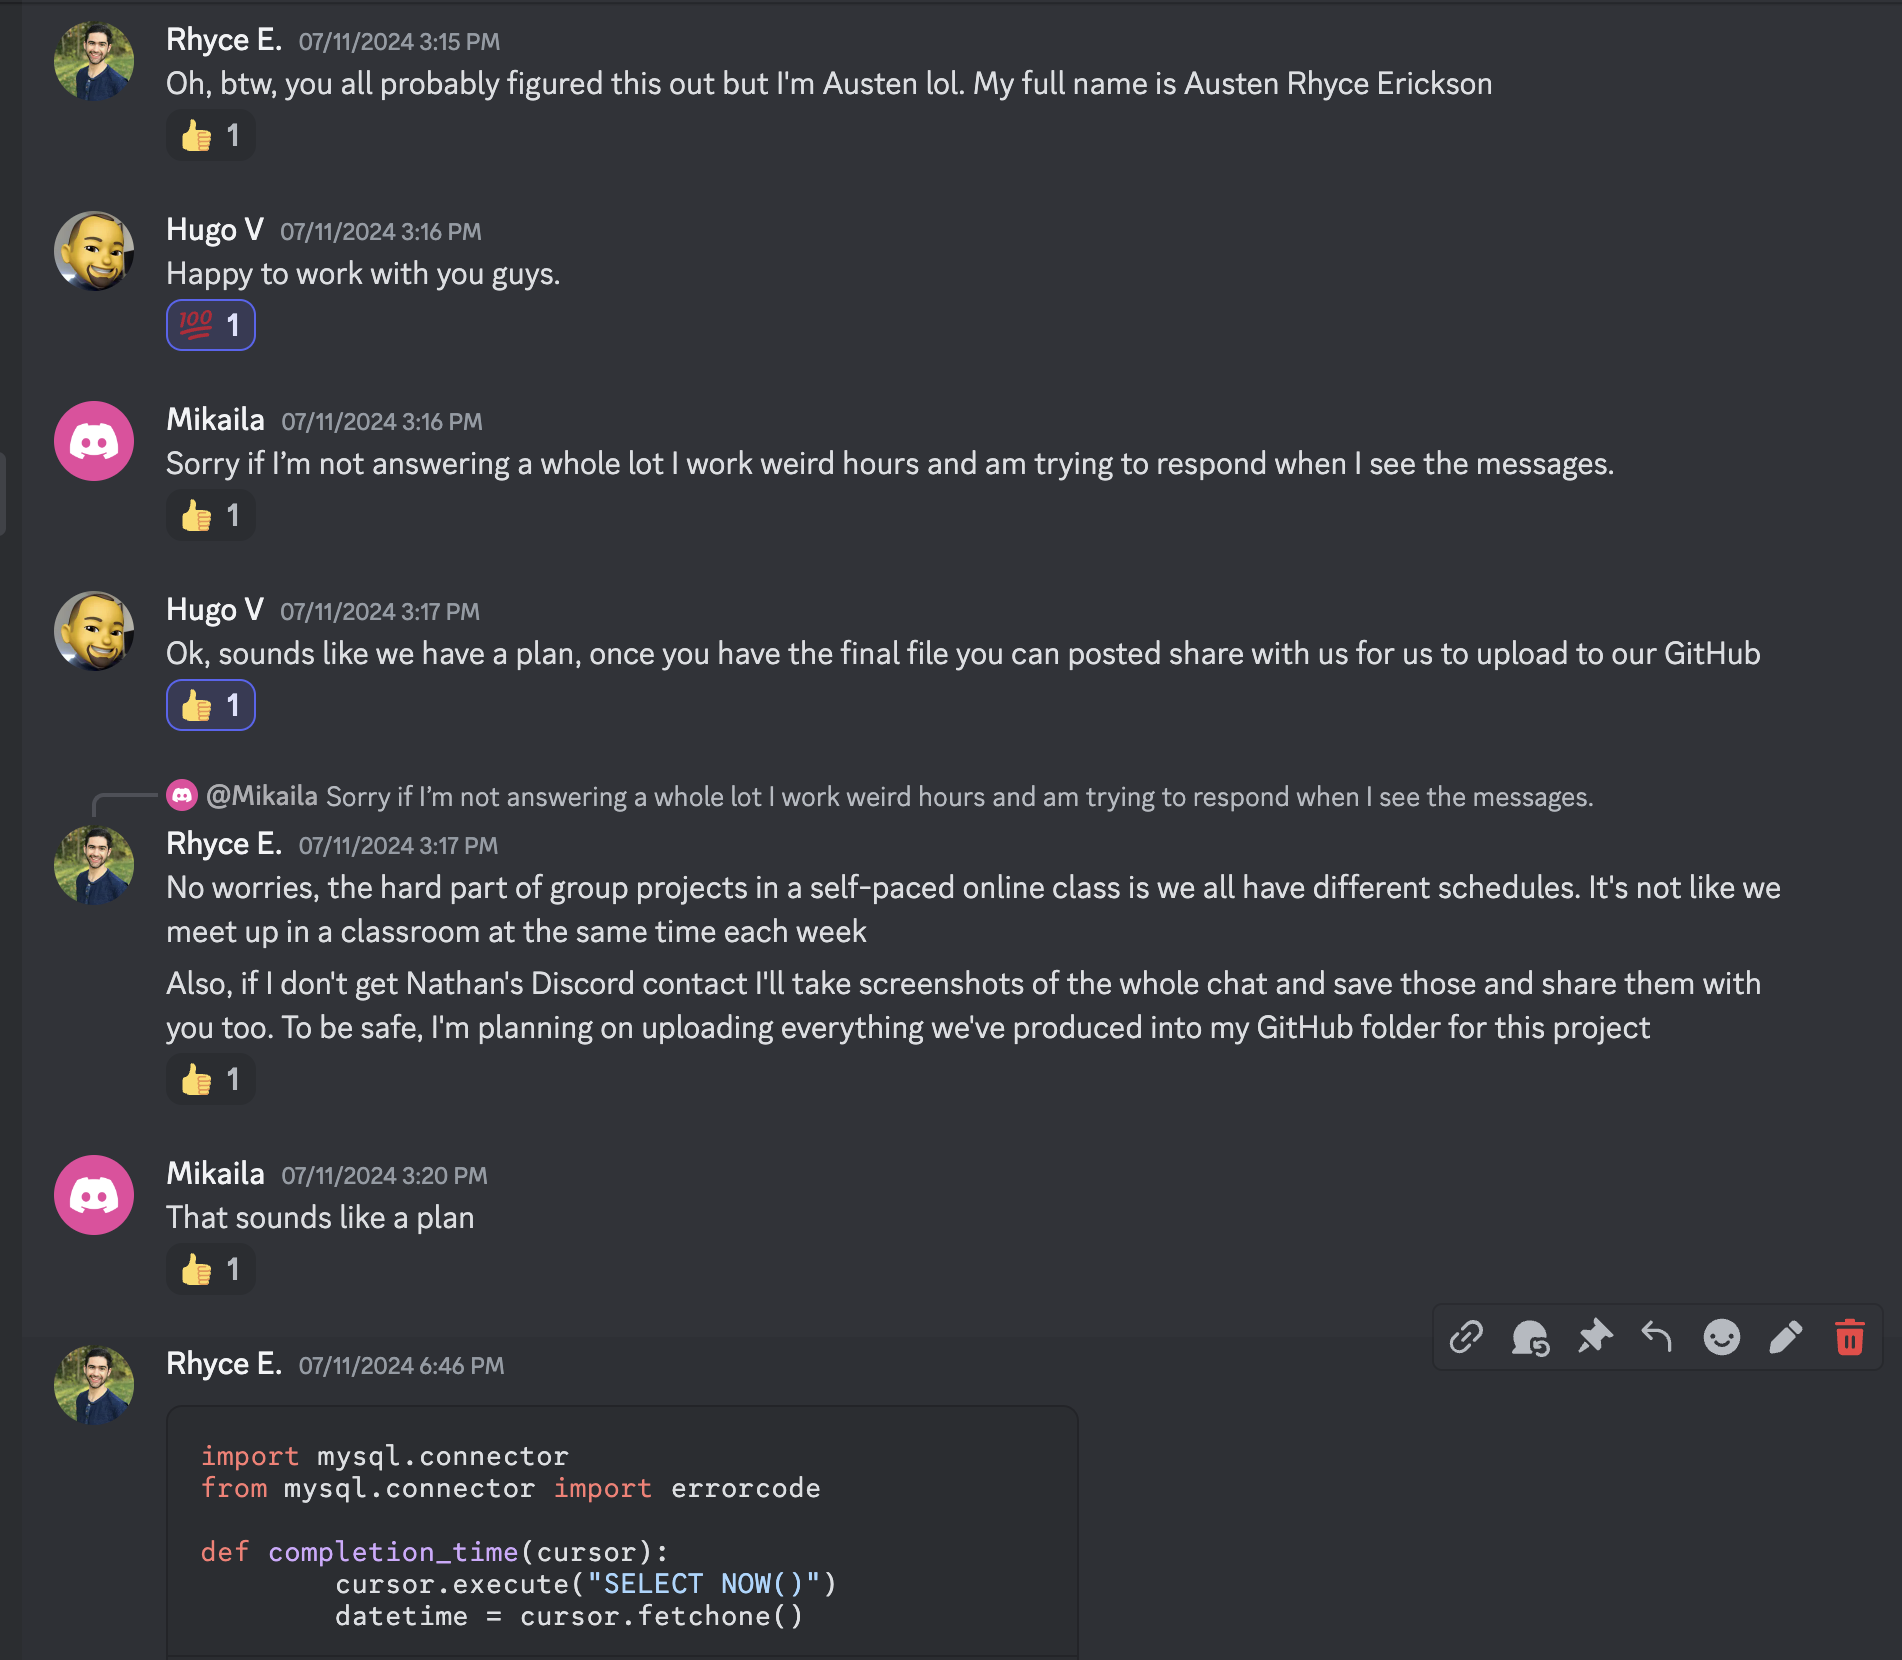 Rhyce E. 07/11/2024 3:15 PM
Oh, btw, you all probably figured this out but I'm Austen lol. My full name is Austen Rhyce Erickson
👍 1
Hugo V 07/11/2024 3:16 PM
Happy to work with you guys.
💯 1
Mikaila 07/11/2024 3:16 PM
Sorry if I’m not answering a whole lot I work weird hours and am trying to respond when I see the messages.
👍 1
Hugo V 07/11/2024 3:17 PM
Ok, sounds like we have a plan, once you have the final file you can posted share with us for us to upload to our GitHub
👍 1
@Mikaila Sorry if I’m not answering a whole lot I work weird hours and am trying to respond when I see the messages.
Rhyce E. 07/11/2024 3:17 PM
No worries, the hard part of group projects in a self-paced online class is we all have different schedules. It's not like we
meet up in a classroom at the same time each week
Also, if I don't get Nathan's Discord contact I'll take screenshots of the whole chat and save those and share them with
you too. To be safe, I'm planning on uploading everything we've produced into my GitHub folder for this project
👍 1
Mikaila 07/11/2024 3:20 PM
That sounds like a plan
👍 1
Rhyce E. 07/11/2024 6:46 PM
import mysql.connector
from mysql.connector import errorcode
def completion_time(cursor):
cursor.execute("SELECT NOW()")
datetime = cursor.fetchone()